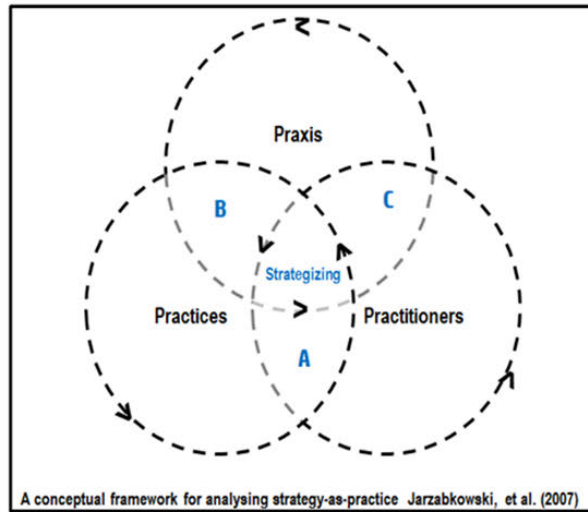 Praxis
B
C
Strategizing
Practices
Practitioners
A
A conceptual framework for analysing strategy-as-practice Jarzabkowski, et al. (2007)